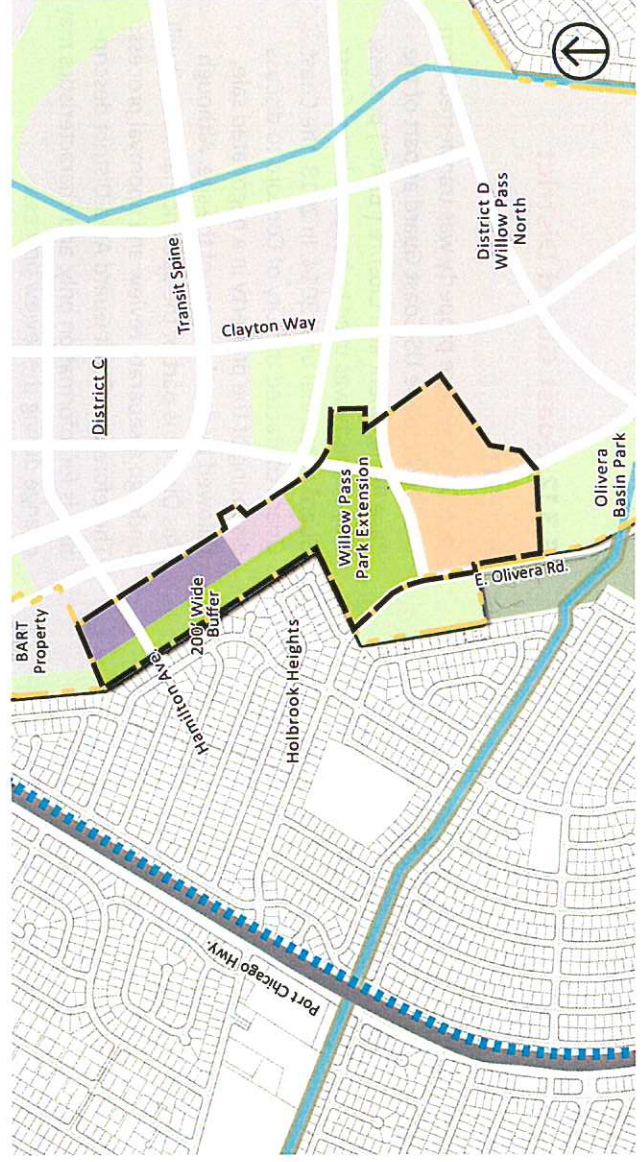 BART
Property
District C
Transit Spine
Clayton Way
District D
Willow Pass
North
Hamilton Ave.
200' Wide
Buffer
Willow Pass
Park Extension
Holbrook Heights
E. Olivera Rd.
Olivera
Basin Park
Port Chicago Hwy.